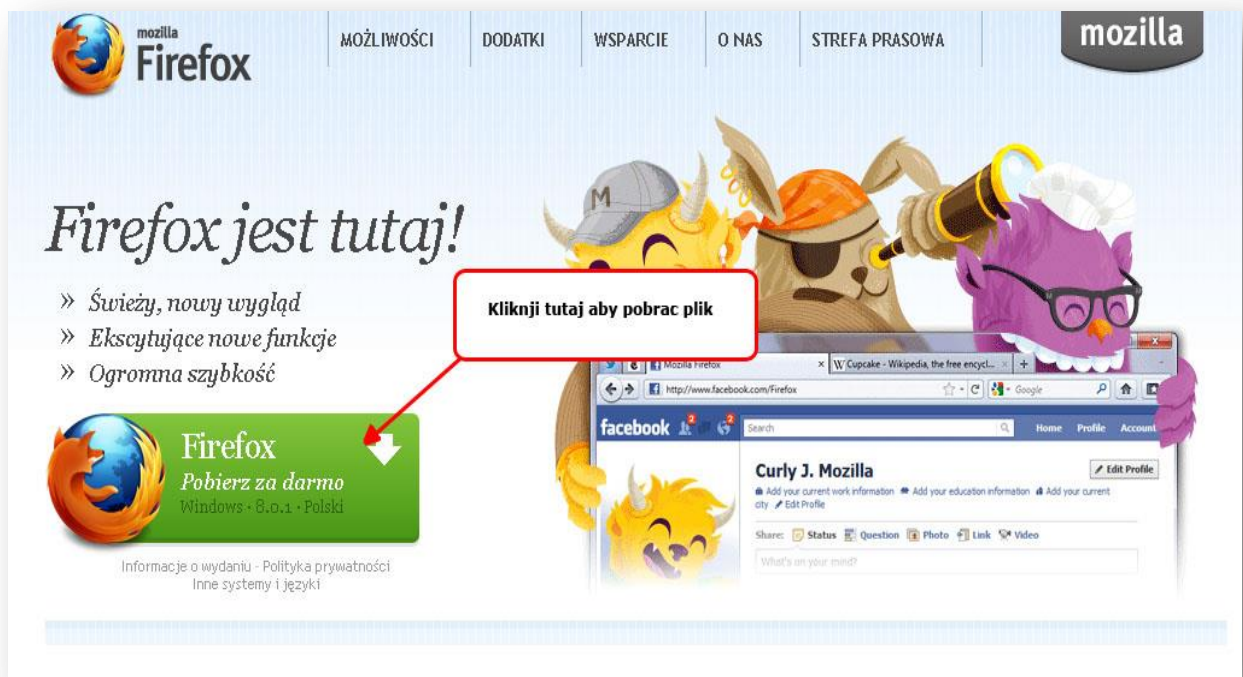 mozilla
Firefox
MOŻLIWOŚCI
DODATKI
WSPARCIE
O NAS
STREFA PRASOWA
mozilla
M
Firefox jest tutaj!
» Świeży, nowy wygląd
» Ekscytujące nowe funkcje
» Ogromna szybkość
Kliknji tutaj aby pobrac plik
Firefox
Pobierz za darmo
Windows · 8.0.1 · Polski
Informacje o wydaniu - Polityka prywatności
Inne systemy i języki
Mozilla Firefox
Cupcake - Wikipedia, the free encycl...
http://www.facebook.com/Firefox
Google
facebook
2
2
Search
Home
Profile
Account
Curly J. Mozilla
Edit Profile
Add your current work information Add your education information Add your current
city Edit Profile
Share: Status Question Photo Link Video
What's on your mind?